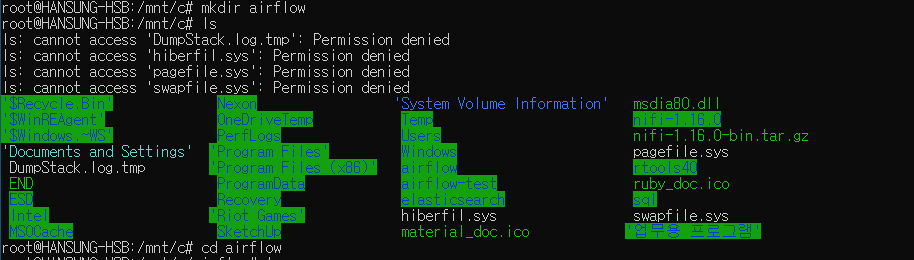 root@HANSUNG-HSB:/mnt/c# mkdir airflow
root@HANSUNG-HSB:/mnt/c# ls
ls: cannot access 'DumpStack.log.tmp': Permission denied
ls: cannot access 'hiberfil.sys': Permission denied
ls: cannot access 'pagefile.sys': Permission denied
ls: cannot access 'swapfile.sys': Permission denied
'$Recycle.Bin' Nexon 'System Volume Information' msdia80.dll
'$WinREAgent' OneDriveTemp Temp nifi-1.16.0
'$Windows.~WS' PerfLogs Users nifi-1.16.0-bin.tar.gz
'Documents and Settings' 'Program Files' Windows pagefile.sys
DumpStack.log.tmp 'Program Files (x86)' airflow rtools40
END ProgramData airflow-test ruby_doc.ico
ESD Recovery elasticsearch sql
Intel 'Riot Games' hiberfil.sys swapfile.sys
MSOCache SketchUp material_doc.ico '업무용 프로그램'
root@HANSUNG-HSB:/mnt/c# cd airflow